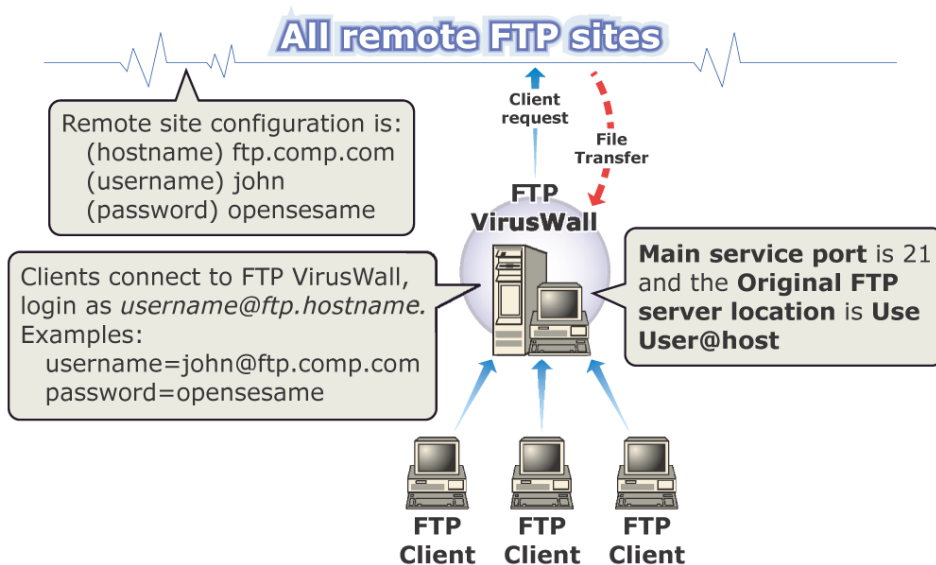 All remote FTP sites
Client
request
File
Transfer
Remote site configuration is:
(hostname) ftp.comp.com
(username) john
(password) opensesame
FTP
VirusWall
Clients connect to FTP VirusWall,
login as username@ftp.hostname.
Examples:
username=john@ftp.comp.com
password=opensesame
Main service port is 21
and the Original FTP
server location is Use
User@host
FTP
Client
FTP
Client
FTP
Client